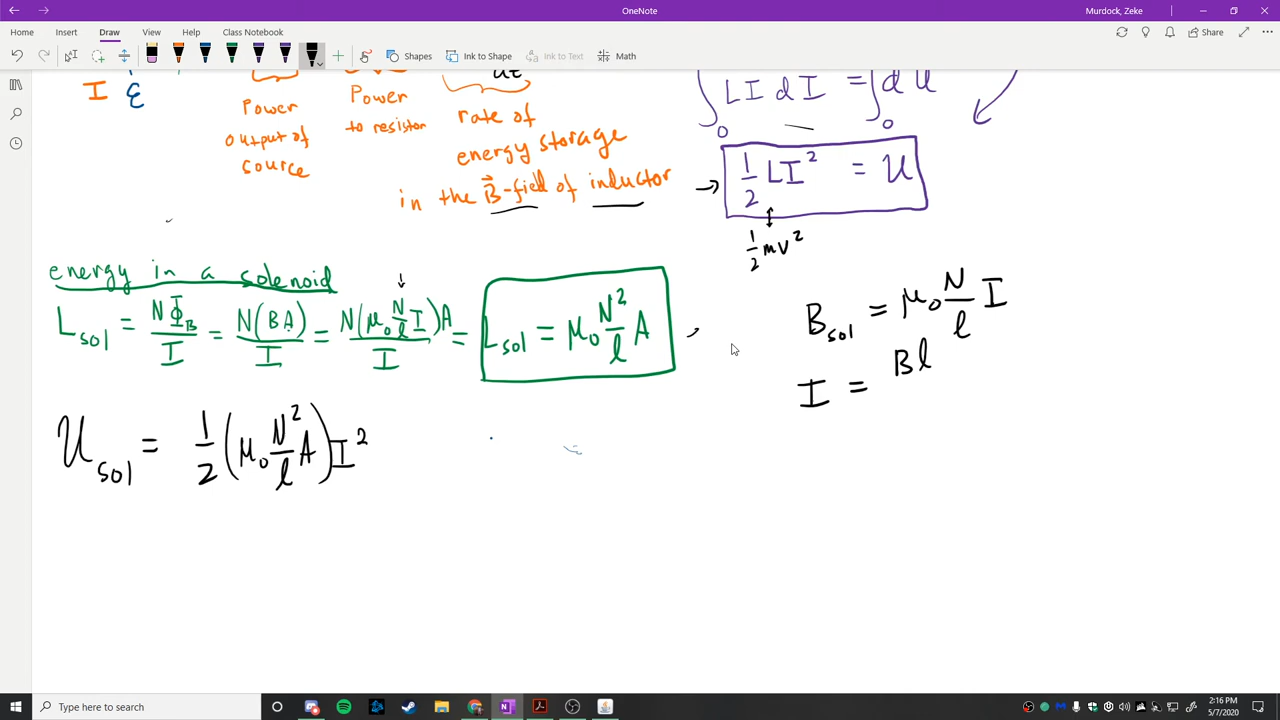 OneNote
Murdock, Zeke
Home Insert Draw View Help Class Notebook
Share
Shapes Ink to Shape Ink to Text Math
I ε
Power output of source
Power to resistor
dt
rate of energy storage
in the B⃗-field of inductor
∫₀ LI dI = ∫₀ dU
→ 1/2 LI² = U
↕
1/2 mv²
energy in a solenoid
L_sol = NΦ_B/I = N(BA)/I = N(μ₀ N/l I)A/I = L_sol = μ₀ N²/l A
B_sol = μ₀ N/l I
I = Bl
U_sol = 1/2 (μ₀ N²/l A) I²
Type here to search
2:16 PM
5/7/2020